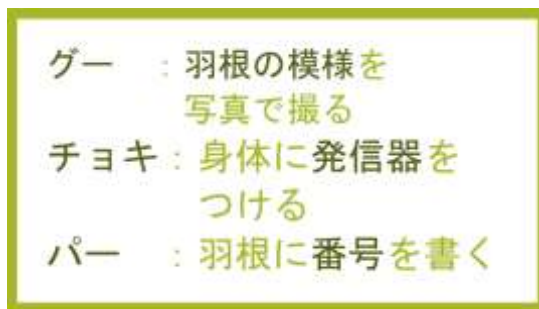 グー　：羽根の模様を
写真で撮る
チョキ：身体に発信器を
つける
パー　：羽根に番号を書く